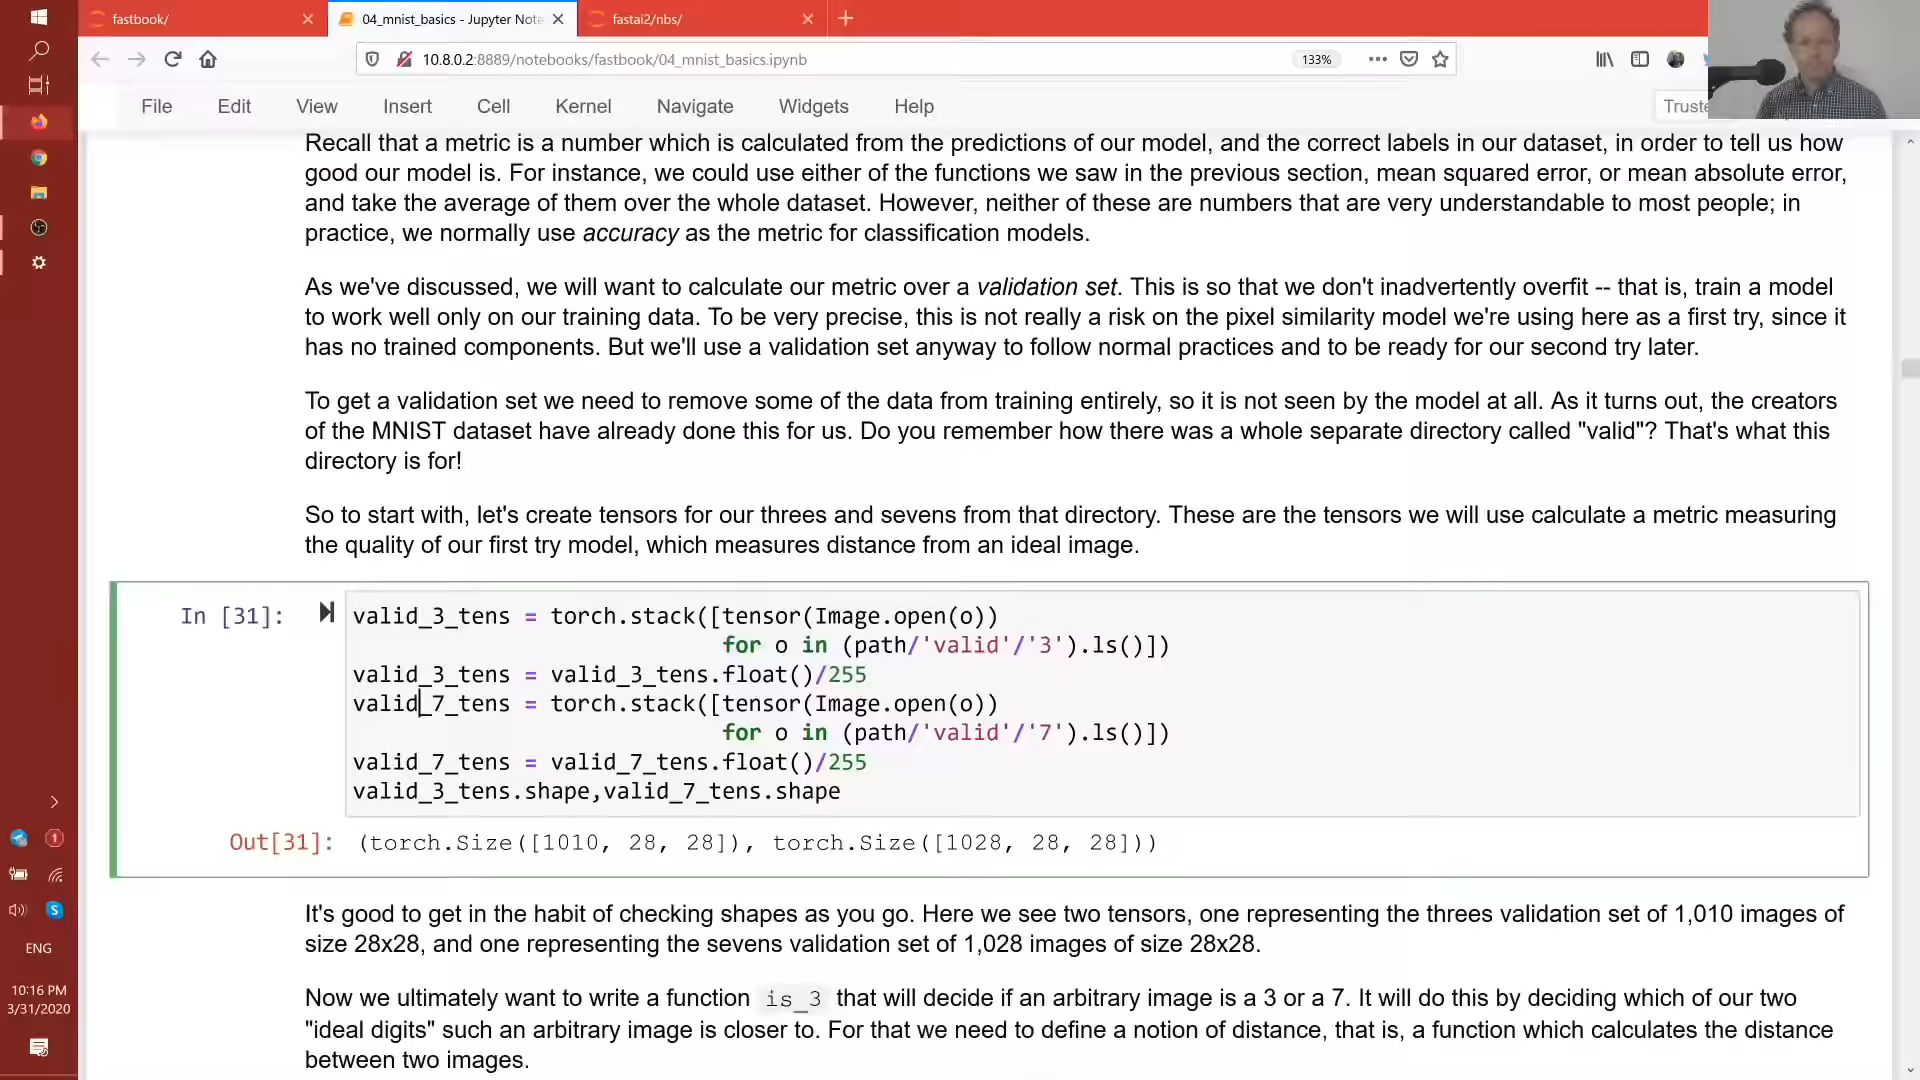 fastbook/
04_mnist_basics - Jupyter Note
fastai2/nbs/
10.8.0.2:8889/notebooks/fastbook/04_mnist_basics.ipynb
133%
File Edit View Insert Cell Kernel Navigate Widgets Help
Truste
Recall that a metric is a number which is calculated from the predictions of our model, and the correct labels in our dataset, in order to tell us how
good our model is. For instance, we could use either of the functions we saw in the previous section, mean squared error, or mean absolute error,
and take the average of them over the whole dataset. However, neither of these are numbers that are very understandable to most people; in
practice, we normally use accuracy as the metric for classification models.
As we've discussed, we will want to calculate our metric over a validation set. This is so that we don't inadvertently overfit -- that is, train a model
to work well only on our training data. To be very precise, this is not really a risk on the pixel similarity model we're using here as a first try, since it
has no trained components. But we'll use a validation set anyway to follow normal practices and to be ready for our second try later.
To get a validation set we need to remove some of the data from training entirely, so it is not seen by the model at all. As it turns out, the creators
of the MNIST dataset have already done this for us. Do you remember how there was a whole separate directory called "valid"? That's what this
directory is for!
So to start with, let's create tensors for our threes and sevens from that directory. These are the tensors we will use calculate a metric measuring
the quality of our first try model, which measures distance from an ideal image.
In [31]:
valid_3_tens = torch.stack([tensor(Image.open(o))
for o in (path/'valid'/'3').ls()])
valid_3_tens = valid_3_tens.float()/255
valid_7_tens = torch.stack([tensor(Image.open(o))
for o in (path/'valid'/'7').ls()])
valid_7_tens = valid_7_tens.float()/255
valid_3_tens.shape,valid_7_tens.shape
Out[31]: (torch.Size([1010, 28, 28]), torch.Size([1028, 28, 28]))
It's good to get in the habit of checking shapes as you go. Here we see two tensors, one representing the threes validation set of 1,010 images of
size 28x28, and one representing the sevens validation set of 1,028 images of size 28x28.
Now we ultimately want to write a function is_3 that will decide if an arbitrary image is a 3 or a 7. It will do this by deciding which of our two
"ideal digits" such an arbitrary image is closer to. For that we need to define a notion of distance, that is, a function which calculates the distance
between two images.
ENG
10:16 PM
3/31/2020